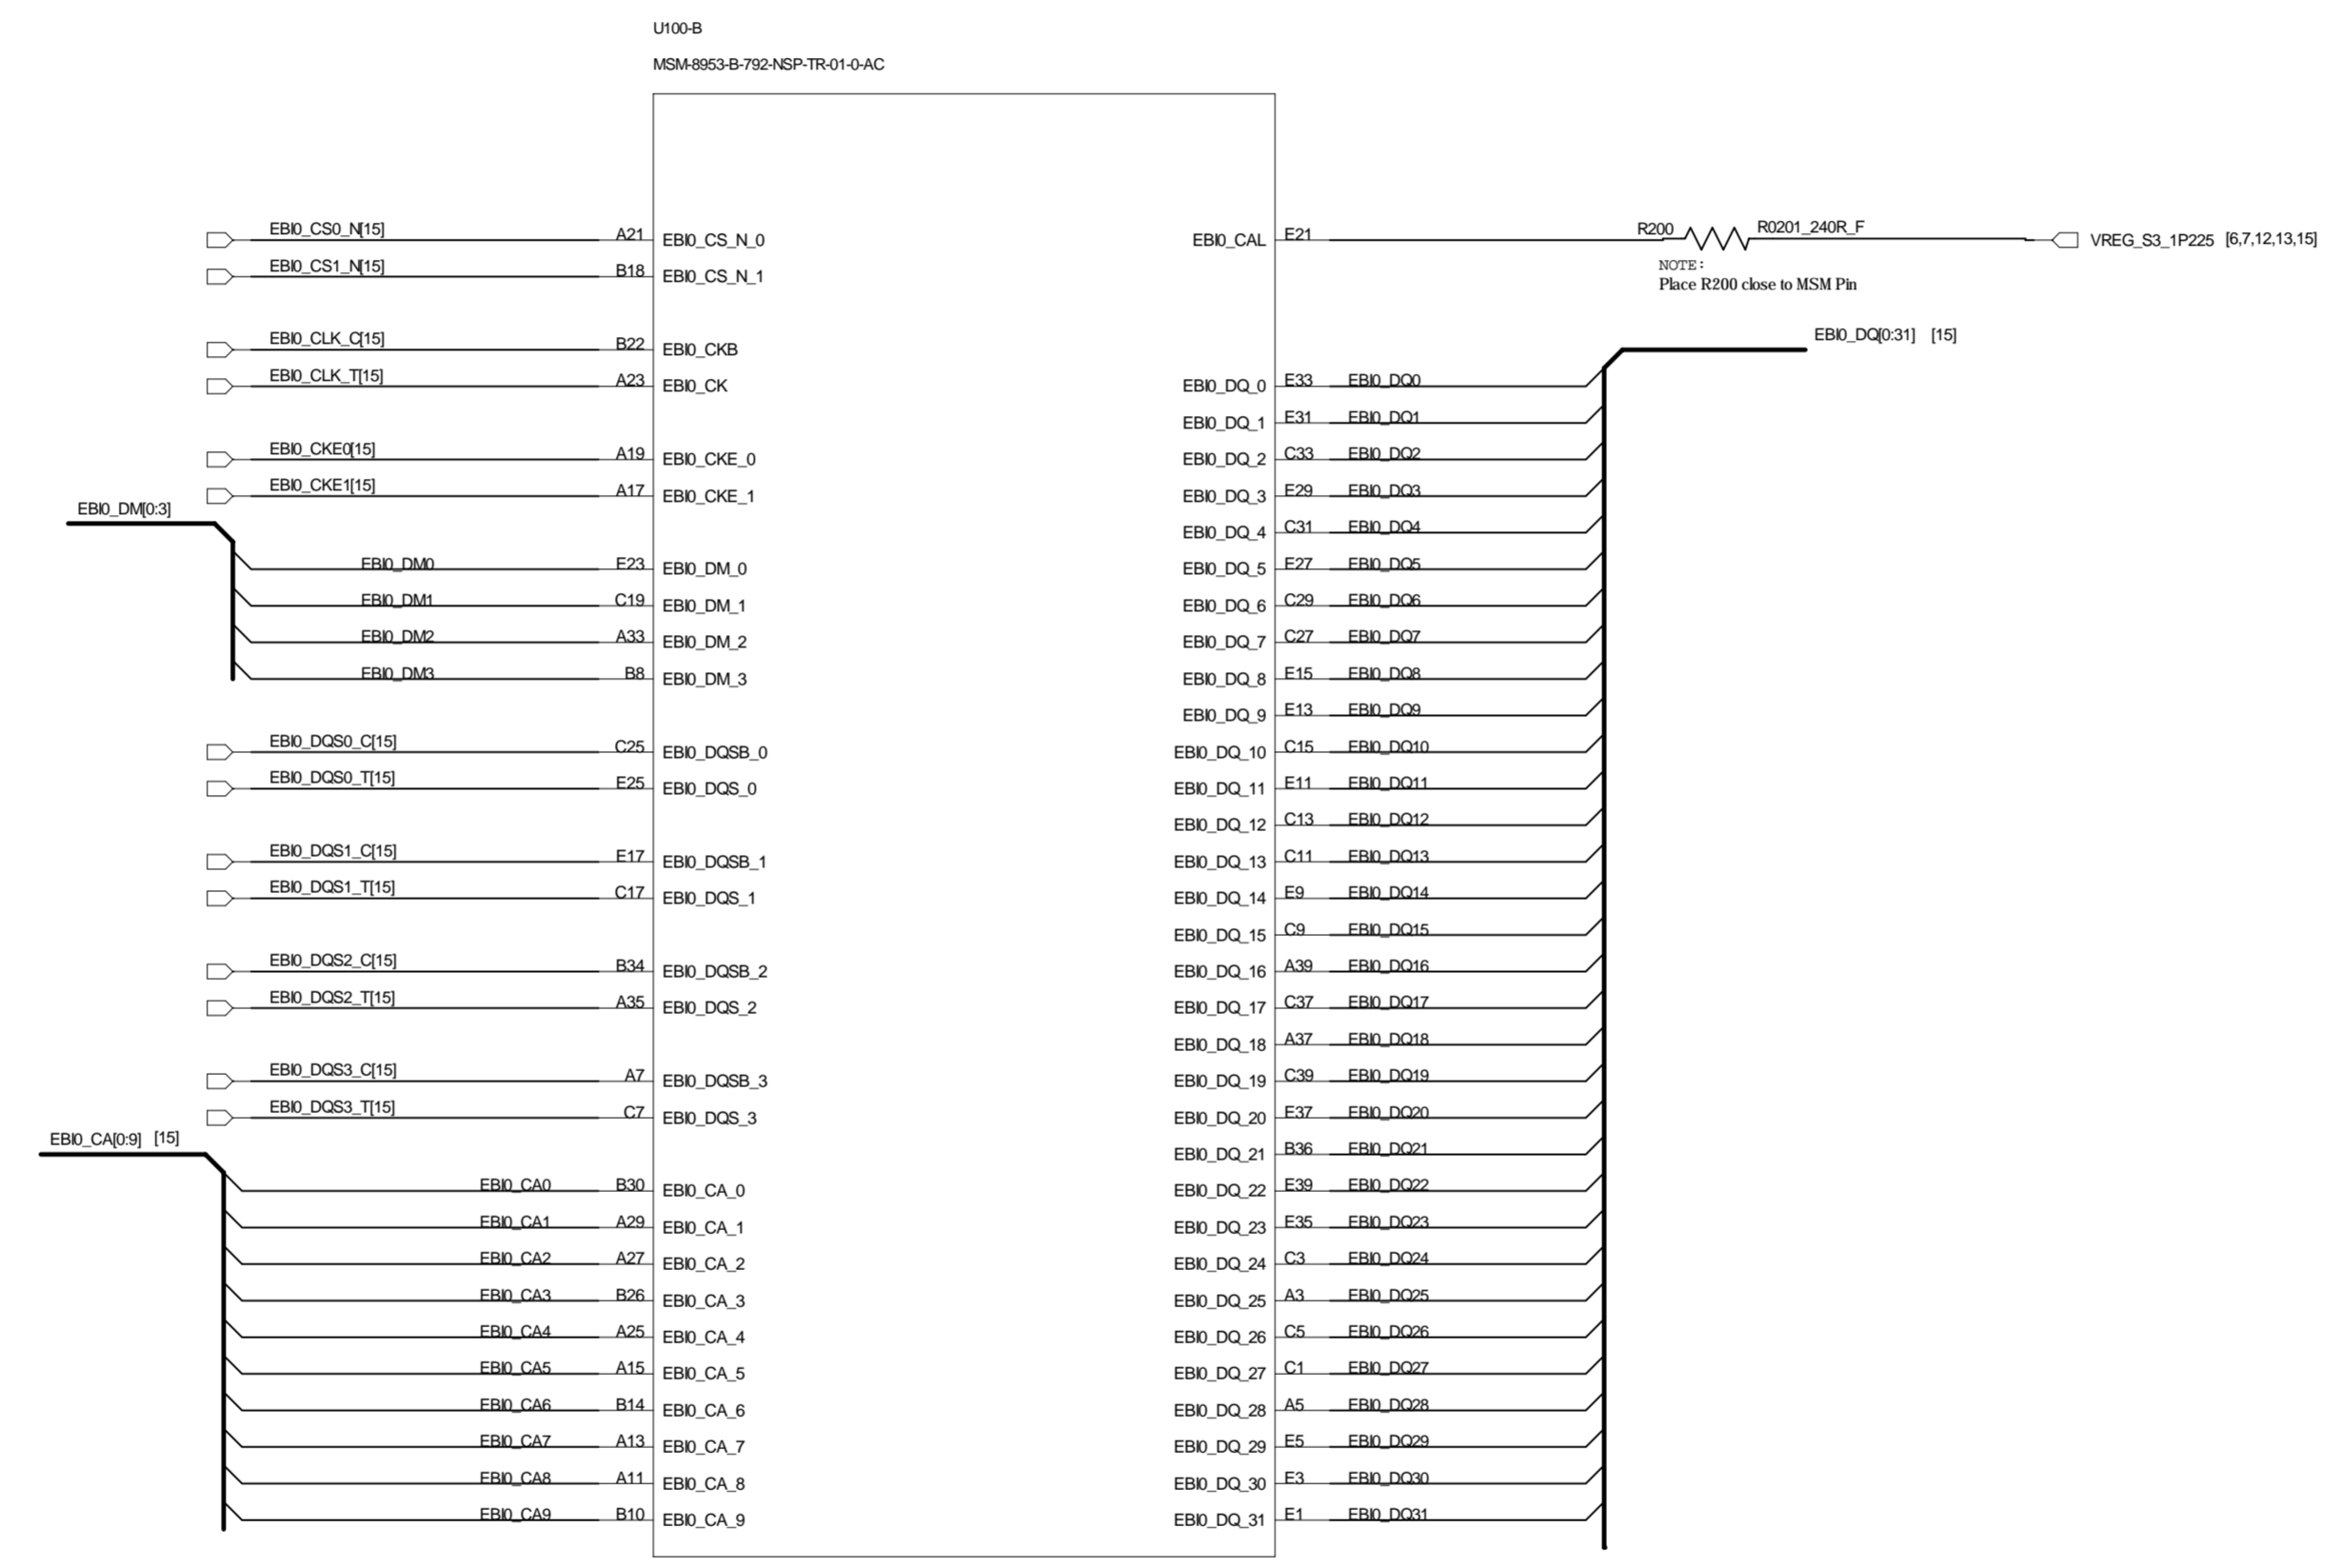 U100-B
MSM-8953-B-792-NSP-TR-01-0-AC
EBI0_CS0_N[15] A21 EBI0_CS_N_0 EBI0_CAL E21 R200 R0201_240R_F VREG_S3_1P225 [6,7,12,13,15]
EBI0_CS1_N[15] B18 EBI0_CS_N_1
NOTE:
Place R200 close to MSM Pin
EBI0_DQ[0:31] [15]
EBI0_CLK_C[15] B22 EBI0_CKB
EBI0_CLK_T[15] A23 EBI0_CK EBI0_DQ_0 E33 EBI0_DQ0
EBI0_DQ_1 E31 EBI0_DQ1
EBI0_CKE0[15] A19 EBI0_CKE_0 EBI0_DQ_2 C33 EBI0_DQ2
EBI0_CKE1[15] A17 EBI0_CKE_1 EBI0_DQ_3 E29 EBI0_DQ3
EBI0_DM[0:3]
EBI0_DQ_4 C31 EBI0_DQ4
EBI0_DM0 E23 EBI0_DM_0 EBI0_DQ_5 E27 EBI0_DQ5
EBI0_DM1 C19 EBI0_DM_1 EBI0_DQ_6 C29 EBI0_DQ6
EBI0_DM2 A33 EBI0_DM_2 EBI0_DQ_7 C27 EBI0_DQ7
EBI0_DM3 B8 EBI0_DM_3 EBI0_DQ_8 E15 EBI0_DQ8
EBI0_DQ_9 E13 EBI0_DQ9
EBI0_DQS0_C[15] C25 EBI0_DQSB_0 EBI0_DQ_10 C15 EBI0_DQ10
EBI0_DQS0_T[15] E25 EBI0_DQS_0 EBI0_DQ_11 E11 EBI0_DQ11
EBI0_DQ_12 C13 EBI0_DQ12
EBI0_DQS1_C[15] E17 EBI0_DQSB_1 EBI0_DQ_13 C11 EBI0_DQ13
EBI0_DQS1_T[15] C17 EBI0_DQS_1 EBI0_DQ_14 E9 EBI0_DQ14
EBI0_DQ_15 C9 EBI0_DQ15
EBI0_DQS2_C[15] B34 EBI0_DQSB_2 EBI0_DQ_16 A39 EBI0_DQ16
EBI0_DQS2_T[15] A35 EBI0_DQS_2 EBI0_DQ_17 C37 EBI0_DQ17
EBI0_DQ_18 A37 EBI0_DQ18
EBI0_DQS3_C[15] A7 EBI0_DQSB_3 EBI0_DQ_19 C39 EBI0_DQ19
EBI0_DQS3_T[15] C7 EBI0_DQS_3 EBI0_DQ_20 E37 EBI0_DQ20
EBI0_CA[0:9] [15]
EBI0_DQ_21 B36 EBI0_DQ21
EBI0_CA0 B30 EBI0_CA_0 EBI0_DQ_22 E39 EBI0_DQ22
EBI0_CA1 A29 EBI0_CA_1 EBI0_DQ_23 E35 EBI0_DQ23
EBI0_CA2 A27 EBI0_CA_2 EBI0_DQ_24 C3 EBI0_DQ24
EBI0_CA3 B26 EBI0_CA_3 EBI0_DQ_25 A3 EBI0_DQ25
EBI0_CA4 A25 EBI0_CA_4 EBI0_DQ_26 C5 EBI0_DQ26
EBI0_CA5 A15 EBI0_CA_5 EBI0_DQ_27 C1 EBI0_DQ27
EBI0_CA6 B14 EBI0_CA_6 EBI0_DQ_28 A5 EBI0_DQ28
EBI0_CA7 A13 EBI0_CA_7 EBI0_DQ_29 E5 EBI0_DQ29
EBI0_CA8 A11 EBI0_CA_8 EBI0_DQ_30 E3 EBI0_DQ30
EBI0_CA9 B10 EBI0_CA_9 EBI0_DQ_31 E1 EBI0_DQ31